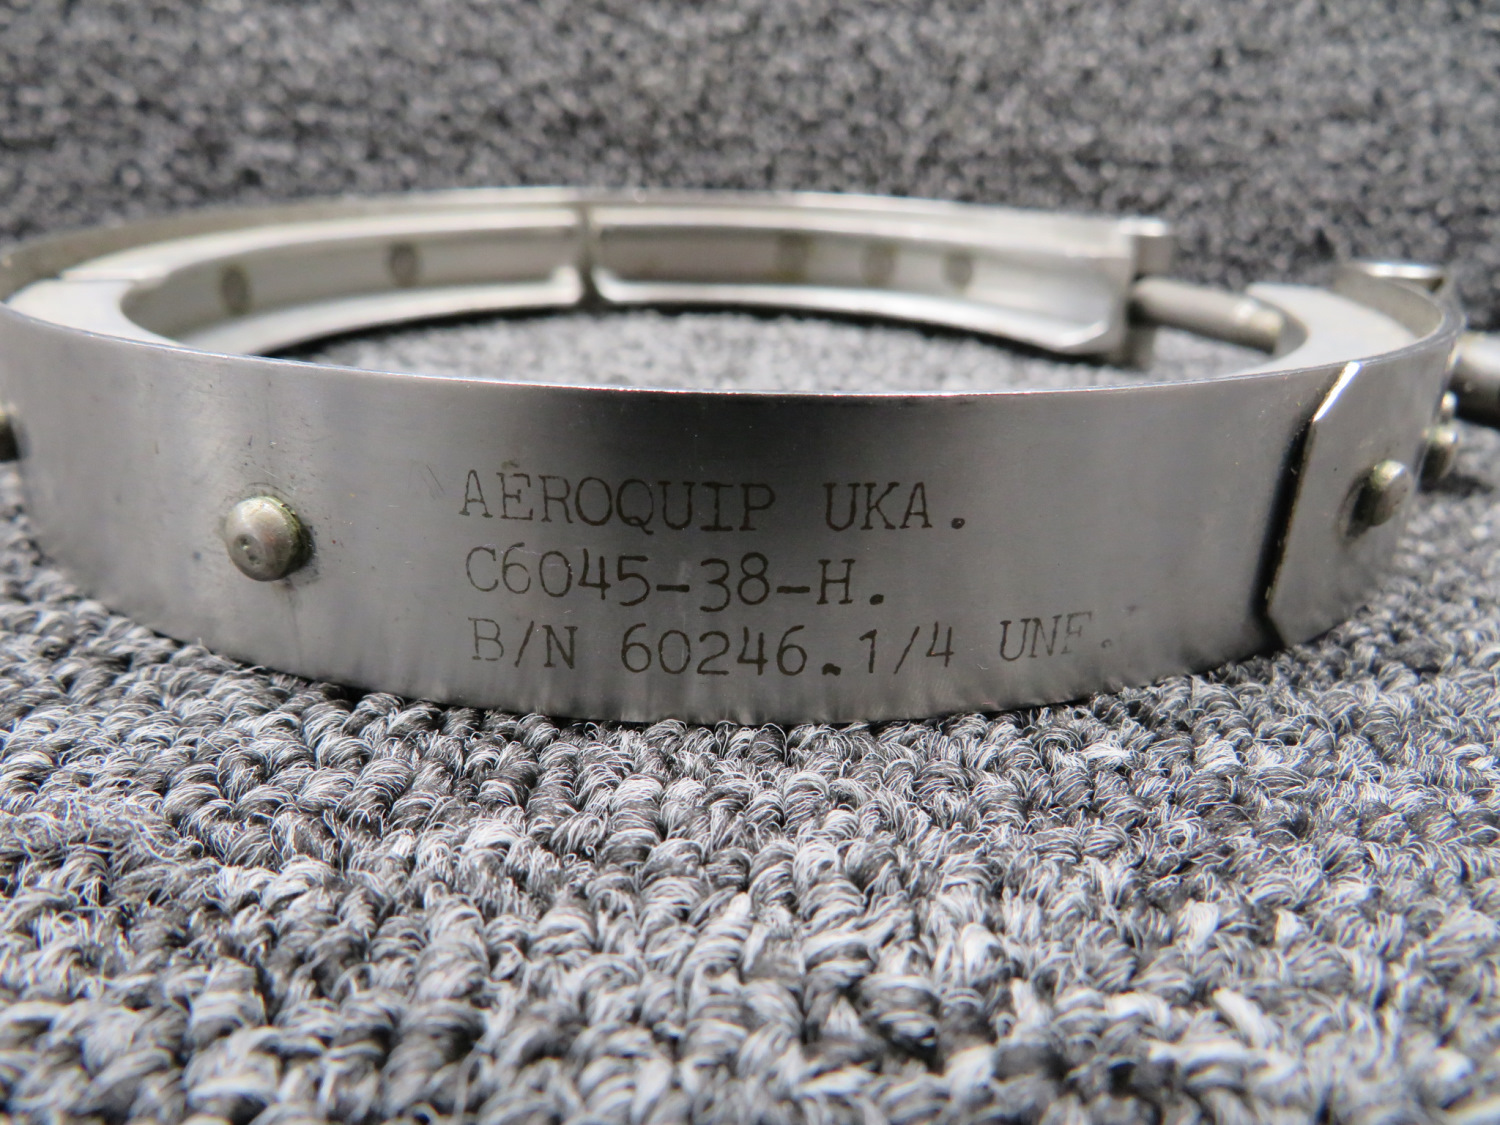 AEROQUIP UKA.
C6045-38-H.
B/N 60246.1/4 UNF.